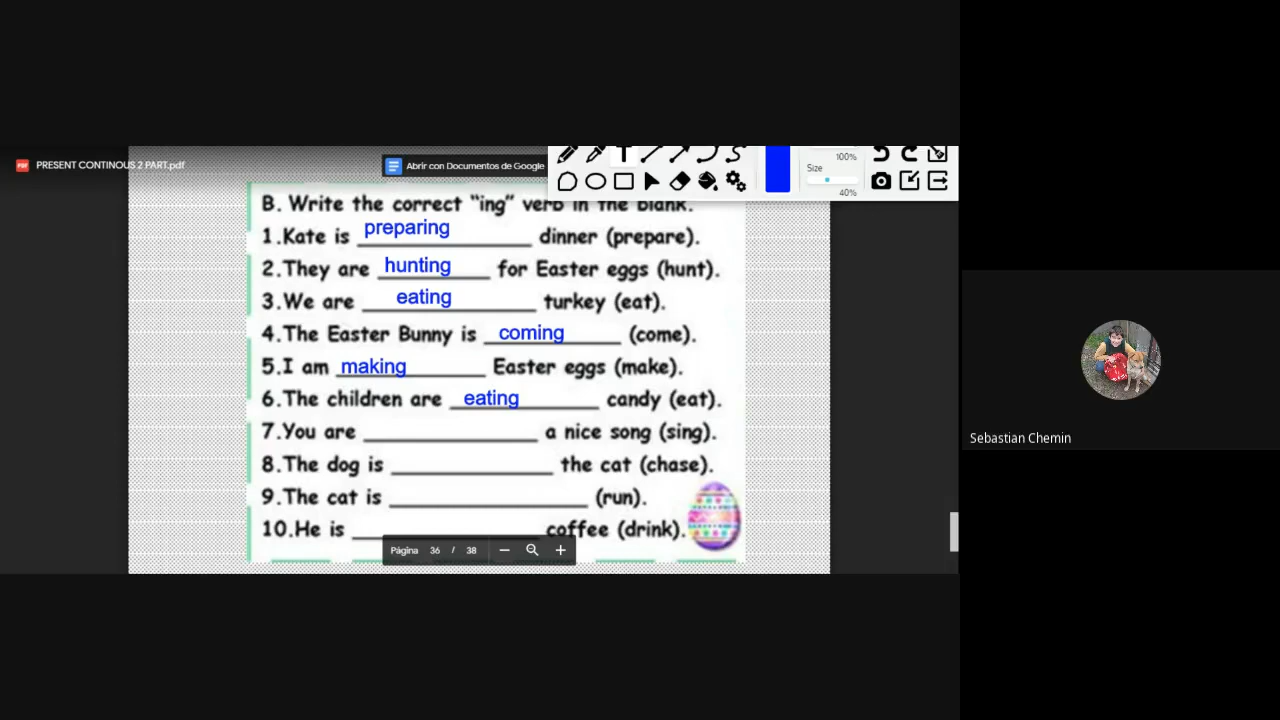 PRESENT CONTINOUS 2 PART.pdf
Abrir con Documentos de Google
100%
Size
40%
B. Write the correct "ing" verb in the blank.
1.Kate is preparing dinner (prepare).
2.They are hunting for Easter eggs (hunt).
3.We are eating turkey (eat).
4.The Easter Bunny is coming (come).
5.I am making Easter eggs (make).
6.The children are eating candy (eat).
7.You are ____ a nice song (sing).
8.The dog is ____ the cat (chase).
9.The cat is ____ (run).
10.He is ____ coffee (drink).
Página 36 / 38
Sebastian Chemin